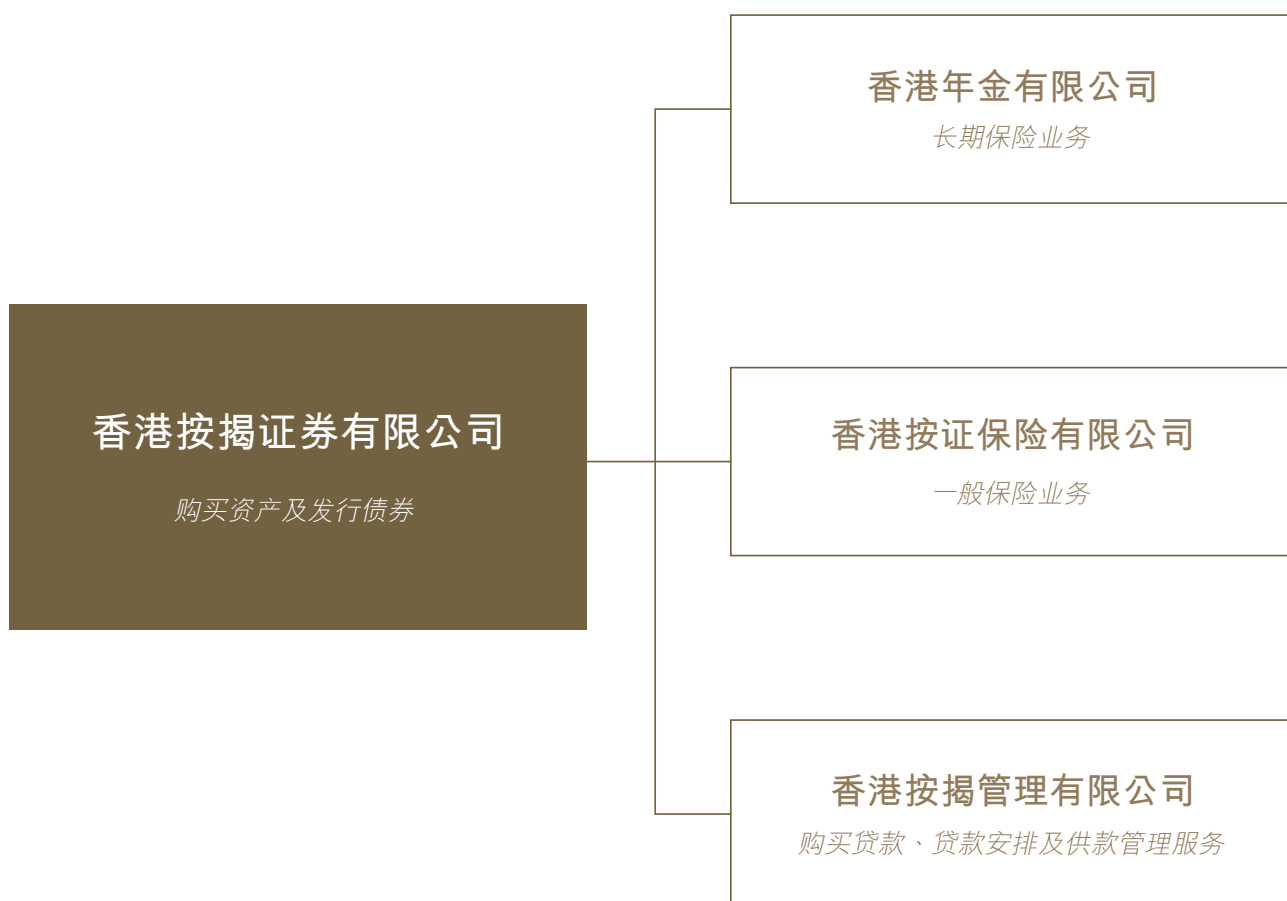 香港年金有限公司
长期保险业务
香港按揭证券有限公司
购买资产及发行债券
香港按证保险有限公司
一般保险业务
香港按揭管理有限公司
购买贷款、贷款安排及供款管理服务